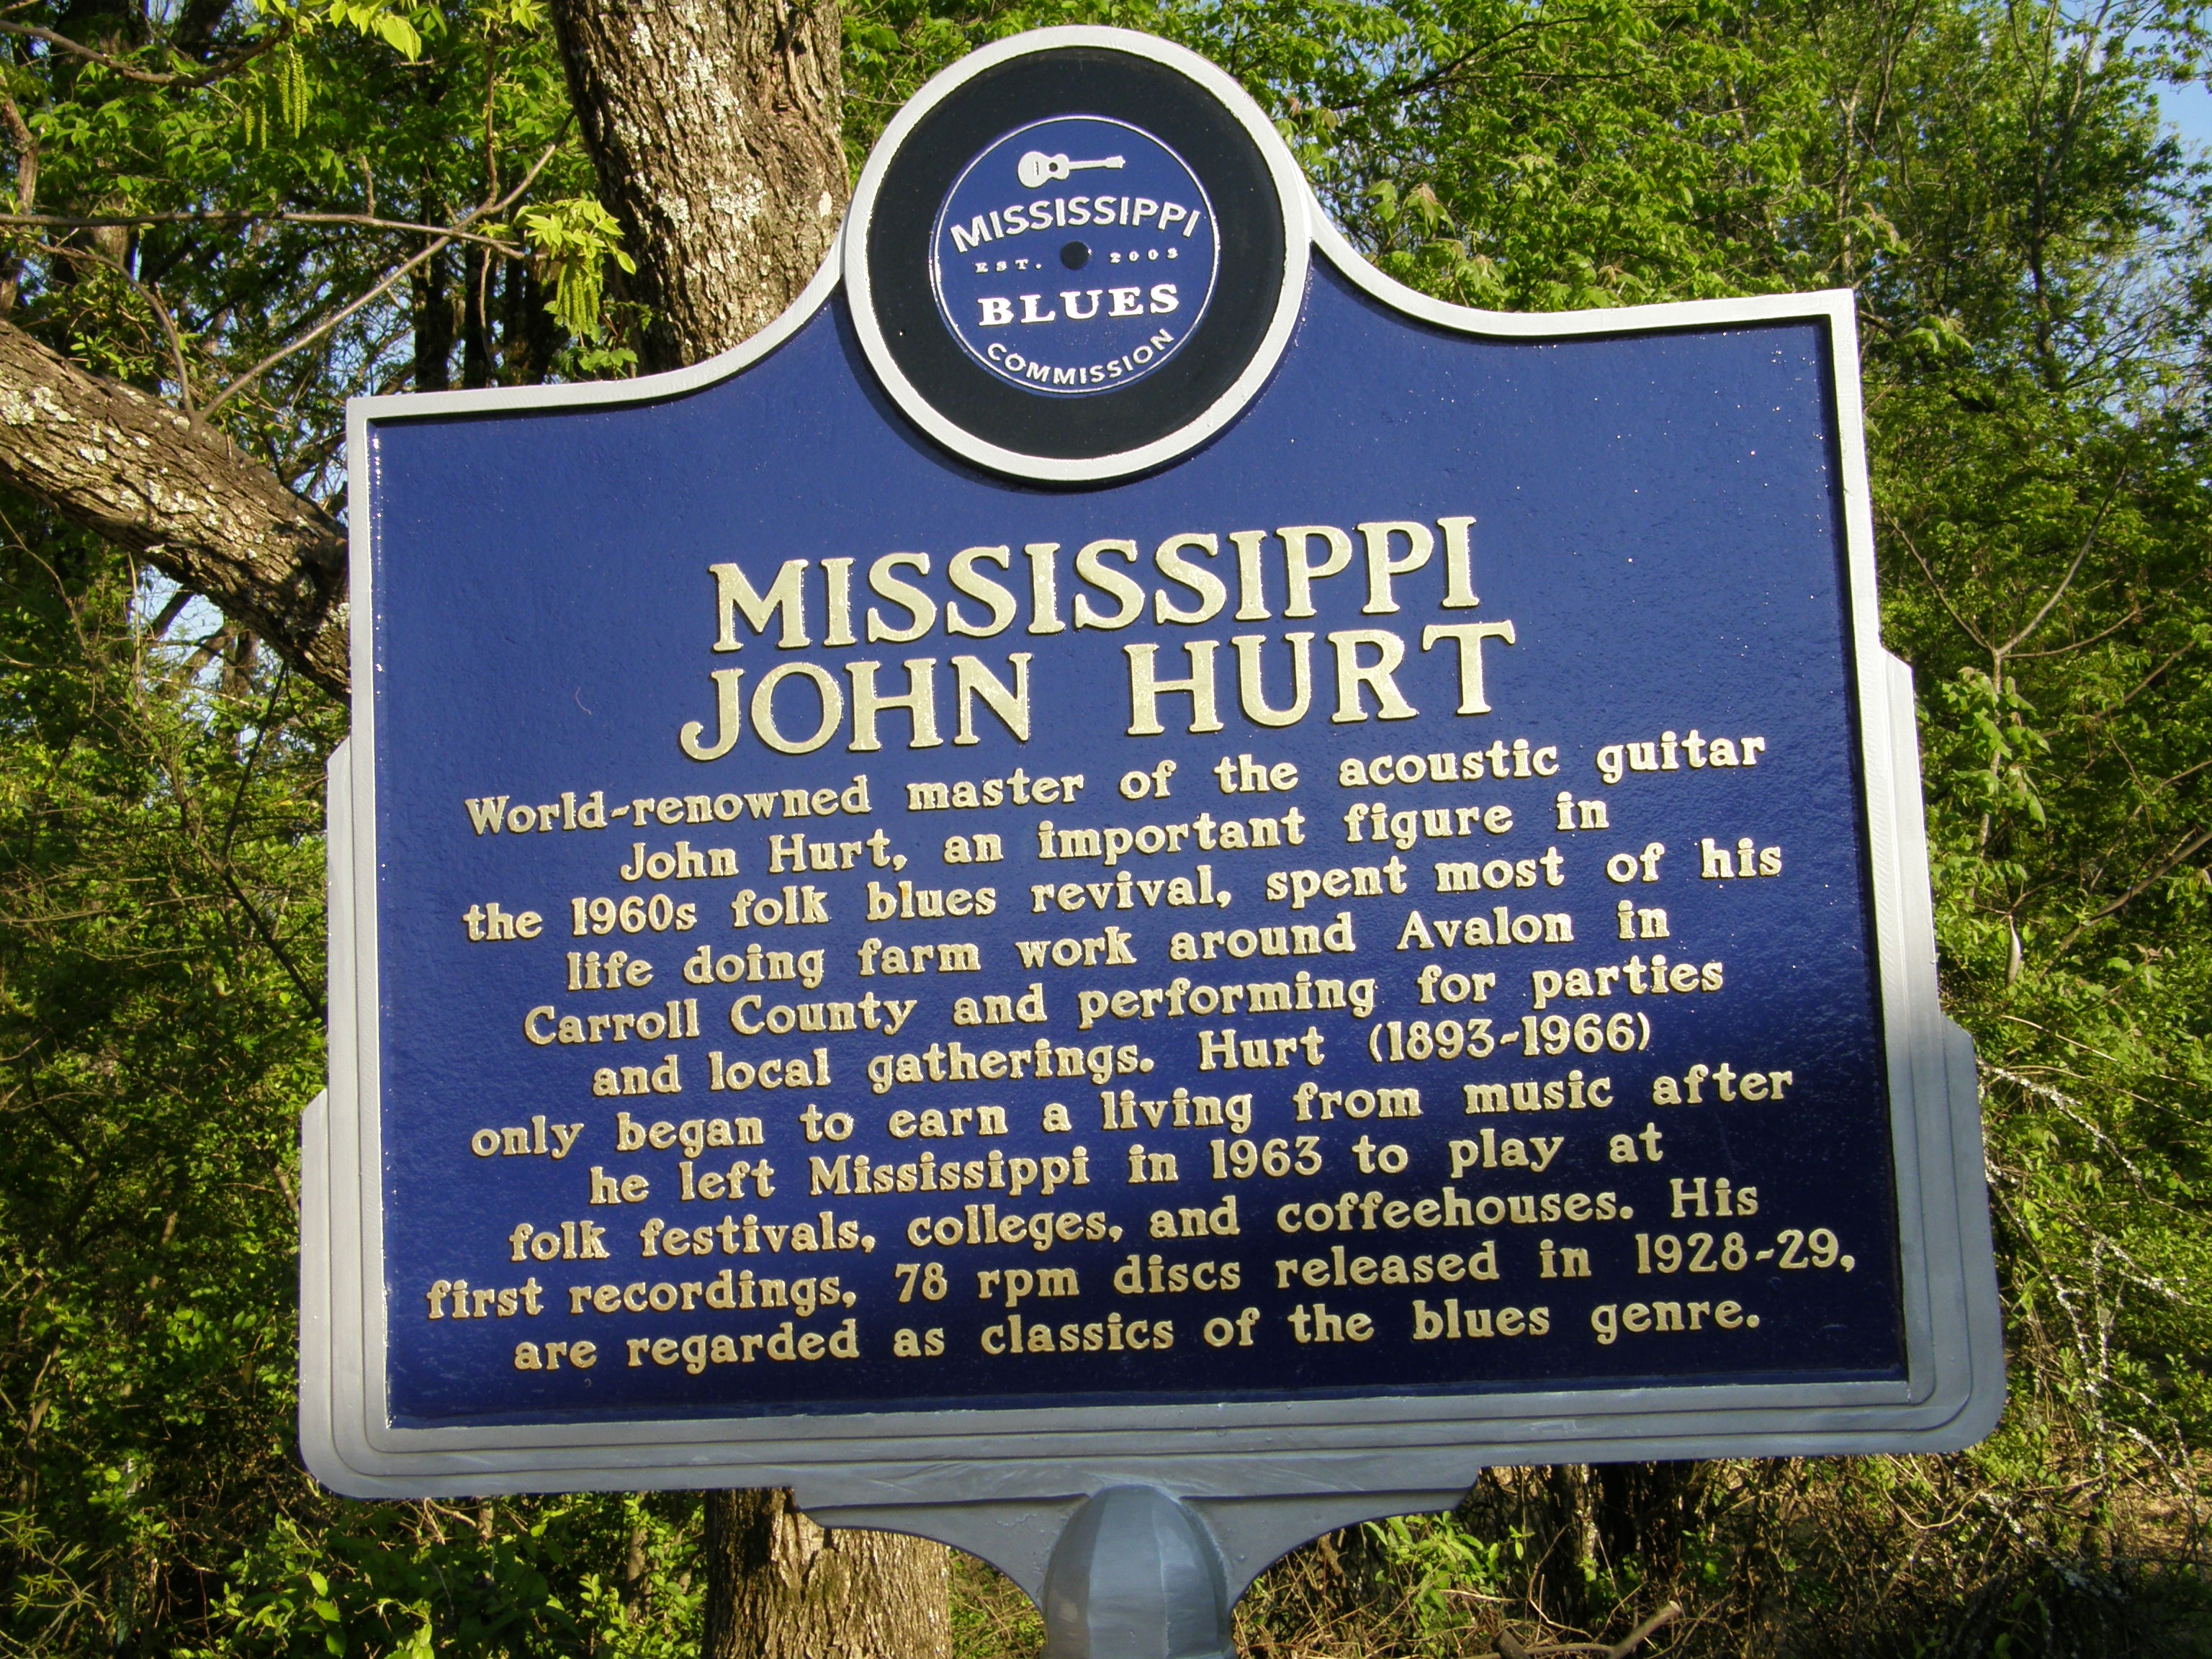 MISSISSIPPI
EST. 2003
BLUES
COMMISSION
MISSISSIPPI
JOHN HURT
World-renowned master of the acoustic guitar
John Hurt, an important figure in
the 1960s folk blues revival, spent most of his
life doing farm work around Avalon in
Carroll County and performing for parties
and local gatherings. Hurt (1893-1966)
only began to earn a living from music after
he left Mississippi in 1963 to play at
folk festivals, colleges, and coffeehouses. His
first recordings, 78 rpm discs released in 1928-29,
are regarded as classics of the blues genre.